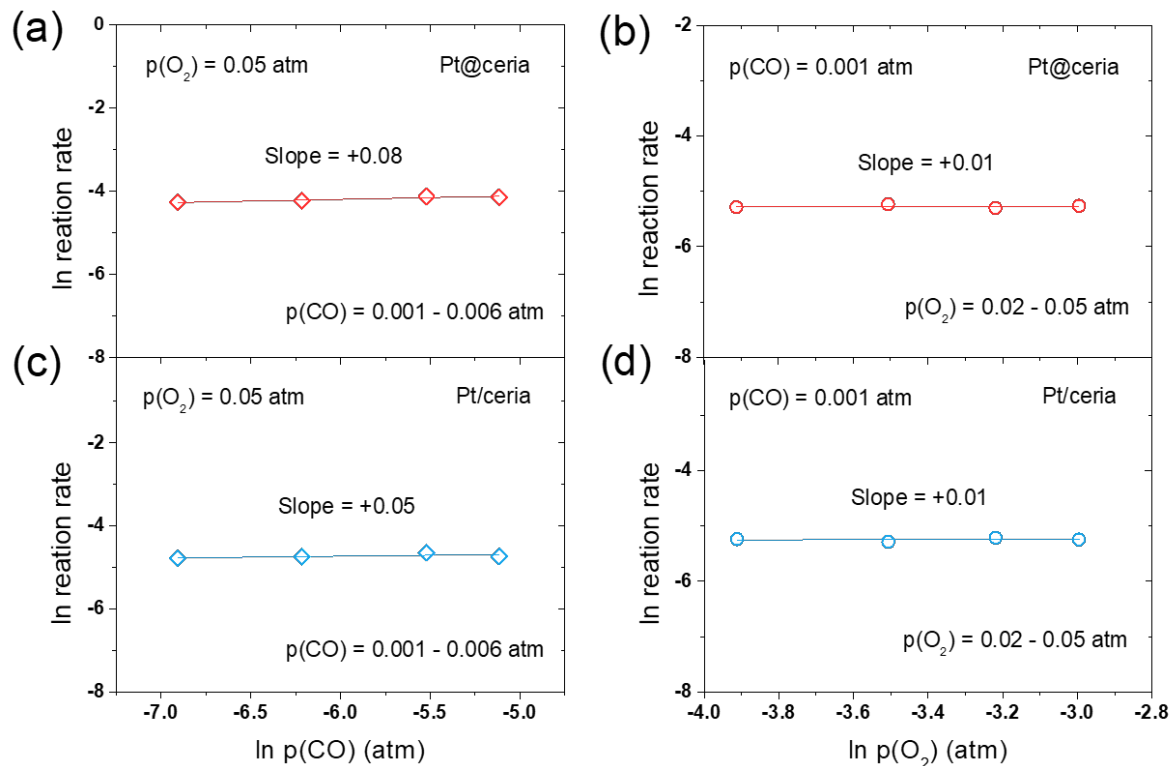 (a)
0
p(O₂) = 0.05 atm
Pt@ceria
-2
Slope = +0.08
-4
-6
p(CO) = 0.001 - 0.006 atm
-8
ln reation rate
(b)
-2
p(CO) = 0.001 atm
Pt@ceria
-4
Slope = +0.01
-6
p(O₂) = 0.02 - 0.05 atm
-8
ln reaction rate
(c)
p(O₂) = 0.05 atm
Pt/ceria
-2
Slope = +0.05
-4
-6
p(CO) = 0.001 - 0.006 atm
-8
ln reation rate
-7.0 -6.5 -6.0 -5.5 -5.0
ln p(CO) (atm)
(d)
p(CO) = 0.001 atm
Pt/ceria
-4
Slope = +0.01
-6
p(O₂) = 0.02 - 0.05 atm
-8
ln reation rate
-4.0 -3.8 -3.6 -3.4 -3.2 -3.0 -2.8
ln p(O₂) (atm)